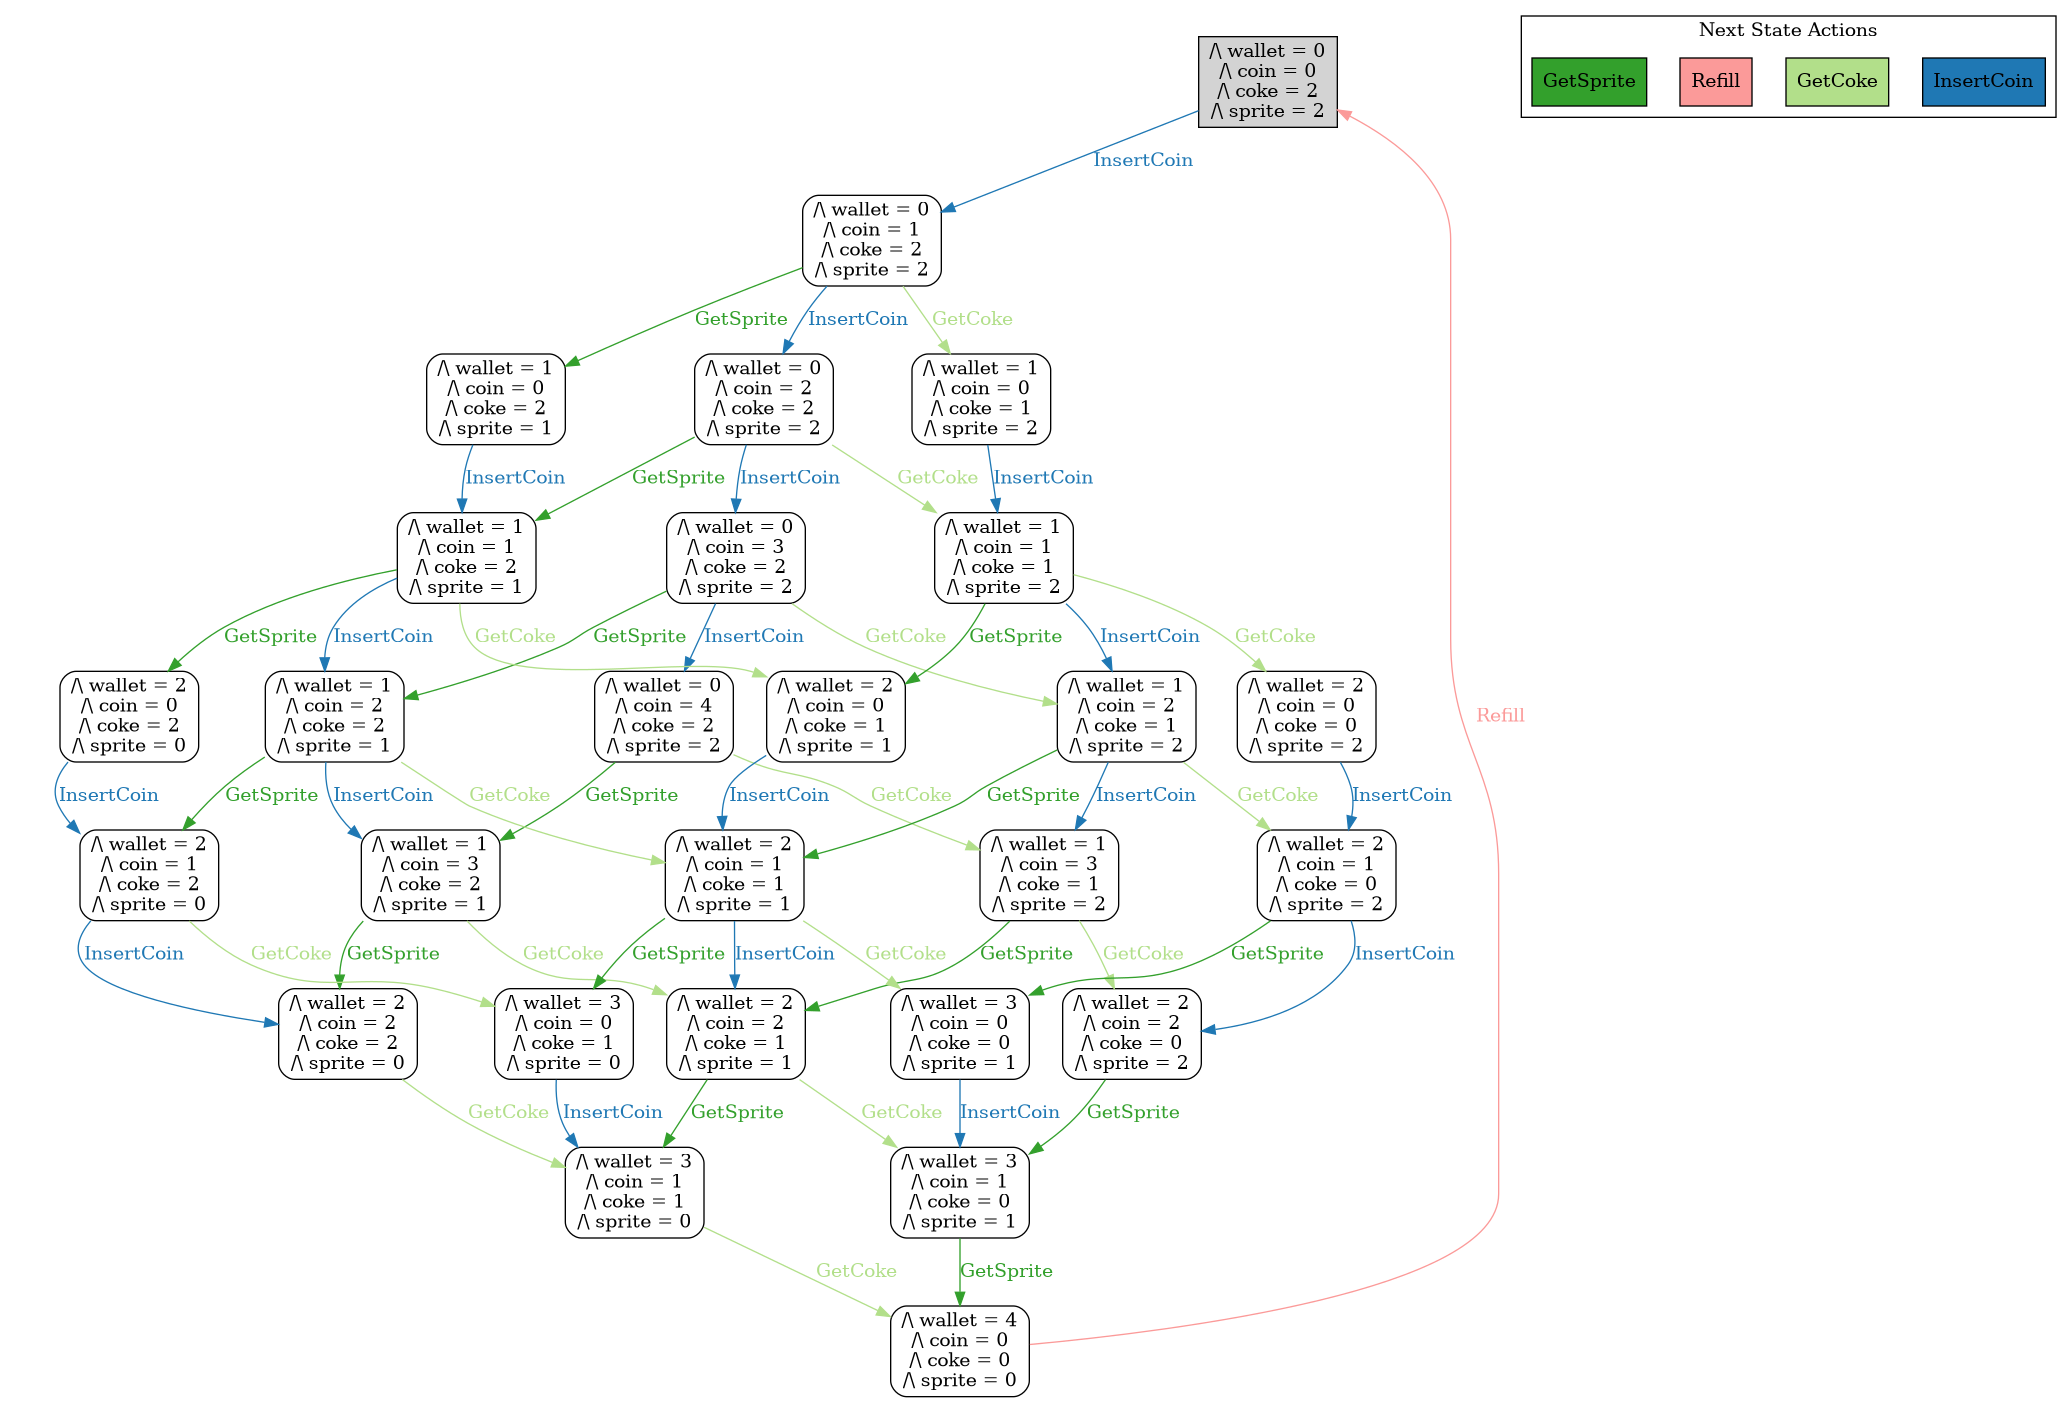 /\ wallet = 0
/\ coin = 0
/\ coke = 2
/\ sprite = 2
Next State Actions
GetSprite
Refill
GetCoke
InsertCoin
InsertCoin
/\ wallet = 0
/\ coin = 1
/\ coke = 2
/\ sprite = 2
GetSprite
InsertCoin
GetCoke
/\ wallet = 1
/\ coin = 0
/\ coke = 2
/\ sprite = 1
/\ wallet = 0
/\ coin = 2
/\ coke = 2
/\ sprite = 2
/\ wallet = 1
/\ coin = 0
/\ coke = 1
/\ sprite = 2
InsertCoin
GetSprite
InsertCoin
GetCoke
InsertCoin
/\ wallet = 1
/\ coin = 1
/\ coke = 2
/\ sprite = 1
/\ wallet = 0
/\ coin = 3
/\ coke = 2
/\ sprite = 2
/\ wallet = 1
/\ coin = 1
/\ coke = 1
/\ sprite = 2
GetSprite
InsertCoin
GetCoke
GetSprite
InsertCoin
GetCoke
GetSprite
InsertCoin
GetCoke
/\ wallet = 2
/\ coin = 0
/\ coke = 2
/\ sprite = 0
/\ wallet = 1
/\ coin = 2
/\ coke = 2
/\ sprite = 1
/\ wallet = 0
/\ coin = 4
/\ coke = 2
/\ sprite = 2
/\ wallet = 2
/\ coin = 0
/\ coke = 1
/\ sprite = 1
/\ wallet = 1
/\ coin = 2
/\ coke = 1
/\ sprite = 2
/\ wallet = 2
/\ coin = 0
/\ coke = 0
/\ sprite = 2
Refill
InsertCoin
GetSprite
InsertCoin
GetCoke
GetSprite
InsertCoin
GetCoke
GetSprite
InsertCoin
GetCoke
InsertCoin
/\ wallet = 2
/\ coin = 1
/\ coke = 2
/\ sprite = 0
/\ wallet = 1
/\ coin = 3
/\ coke = 2
/\ sprite = 1
/\ wallet = 2
/\ coin = 1
/\ coke = 1
/\ sprite = 1
/\ wallet = 1
/\ coin = 3
/\ coke = 1
/\ sprite = 2
/\ wallet = 2
/\ coin = 1
/\ coke = 0
/\ sprite = 2
InsertCoin
GetCoke
GetSprite
GetCoke
GetSprite
InsertCoin
GetCoke
GetSprite
GetCoke
GetSprite
InsertCoin
/\ wallet = 2
/\ coin = 2
/\ coke = 2
/\ sprite = 0
/\ wallet = 3
/\ coin = 0
/\ coke = 1
/\ sprite = 0
/\ wallet = 2
/\ coin = 2
/\ coke = 1
/\ sprite = 1
/\ wallet = 3
/\ coin = 0
/\ coke = 0
/\ sprite = 1
/\ wallet = 2
/\ coin = 2
/\ coke = 0
/\ sprite = 2
GetCoke
InsertCoin
GetSprite
GetCoke
InsertCoin
GetSprite
/\ wallet = 3
/\ coin = 1
/\ coke = 1
/\ sprite = 0
/\ wallet = 3
/\ coin = 1
/\ coke = 0
/\ sprite = 1
GetCoke
GetSprite
/\ wallet = 4
/\ coin = 0
/\ coke = 0
/\ sprite = 0